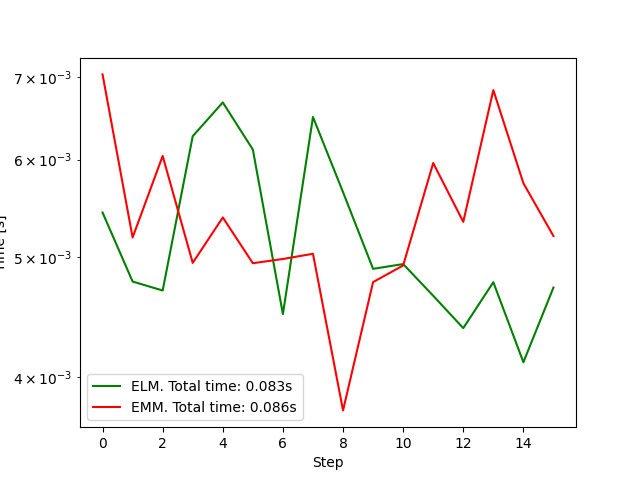 7 × 10⁻³
6 × 10⁻³
5 × 10⁻³
4 × 10⁻³
[s]
ELM. Total time: 0.083s
EMM. Total time: 0.086s
0 2 4 6 8 10 12 14
Step